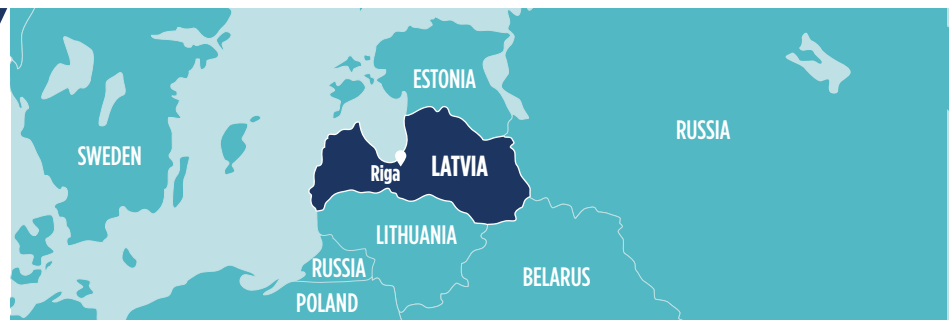 ESTONIA
RUSSIA
SWEDEN
LATVIA
Riga
LITHUANIA
RUSSIA
BELARUS
POLAND